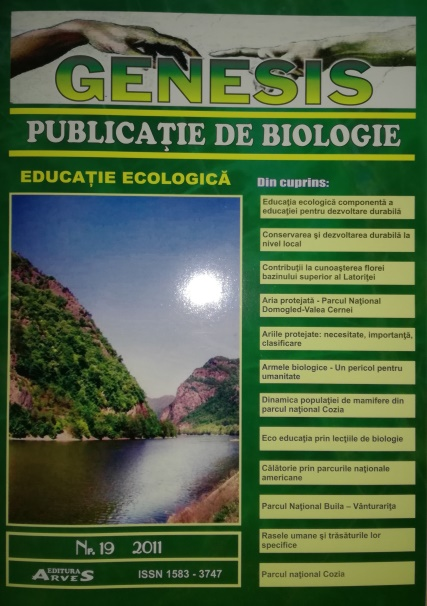 GENESIS
PUBLICAȚIE DE BIOLOGIE
EDUCAȚIE ECOLOGICĂ
Din cuprins:
Educația ecologică componentă a
educației pentru dezvoltare durabilă
Conservarea și dezvoltarea durabilă la
nivel local
Contribuții la cunoașterea florei
bazinului superior al Latoriței
Aria protejată - Parcul Național
Domogled-Valea Cernei
Ariile protejate: necesitate, importanță,
clasificare
Armele biologice - Un pericol pentru
umanitate
Dinamica populației de mamifere din
parcul național Cozia
Eco educația prin lecțiile de biologie
Călătorie prin parcurile naționale
americane
Parcul Național Buila – Vânturarița
Rasele umane și trăsăturile lor
specifice
Parcul național Cozia
Nr. 19 2011
EDITURA
ARVES
ISSN 1583 - 3747